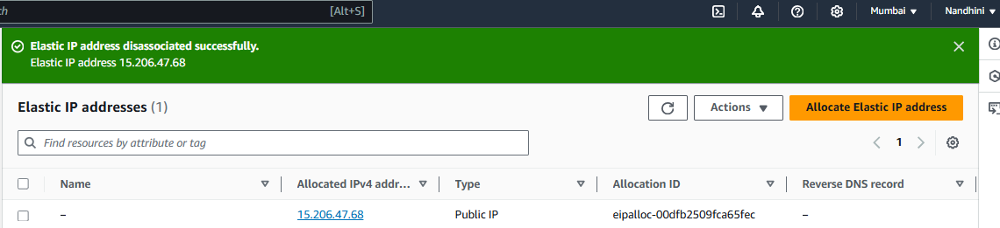 [Alt+S]
Mumbai ▼
Nandhini ▼
Elastic IP address disassociated successfully.
Elastic IP address 15.206.47.68
Elastic IP addresses (1)
Actions ▼
Allocate Elastic IP address
Find resources by attribute or tag
1
Name
Allocated IPv4 addr...
Type
Allocation ID
Reverse DNS record
–
15.206.47.68
Public IP
eipalloc-00dfb2509fca65fec
–